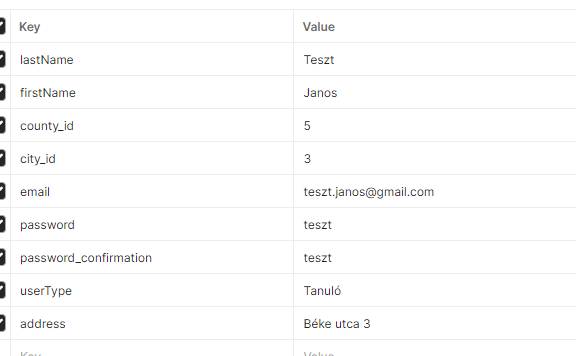 Key Value
lastName Teszt
firstName Janos
county_id 5
city_id 3
email teszt.janos@gmail.com
password teszt
password_confirmation teszt
userType Tanuló
address Béke utca 3
Key Value